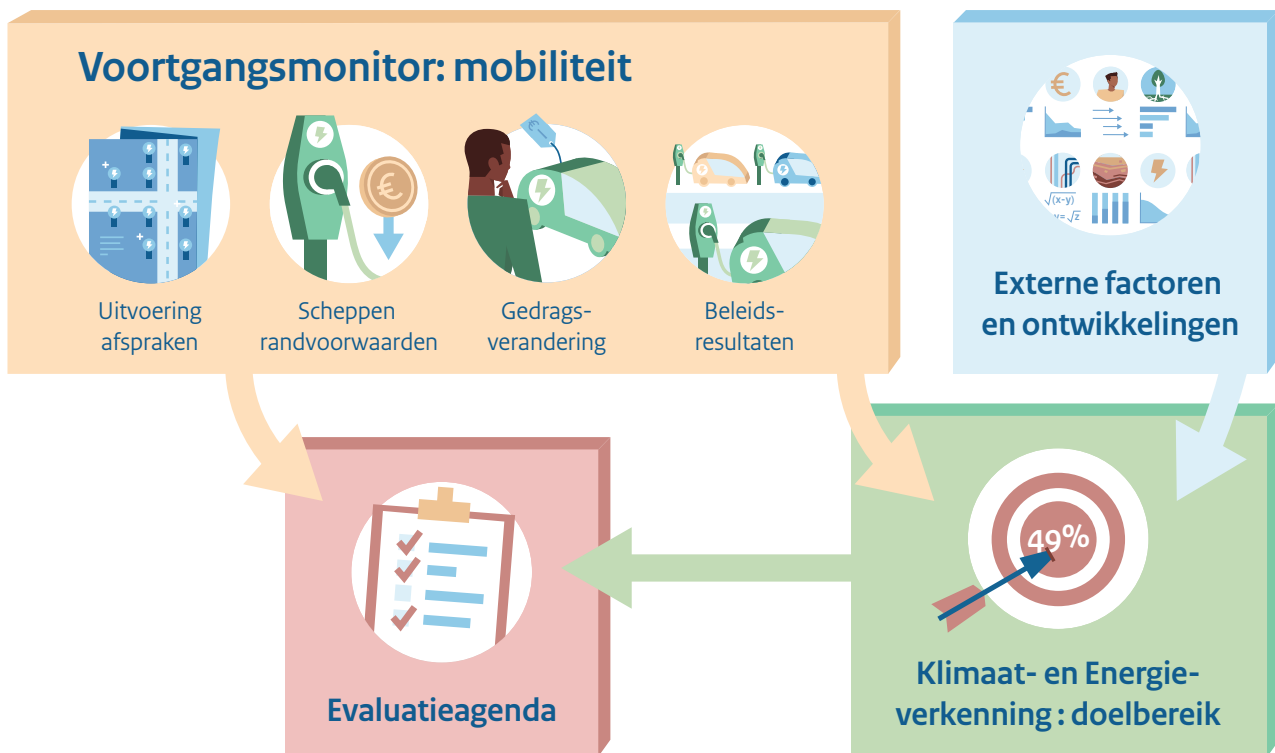 Voortgangsmonitor: mobiliteit
€
€
Uitvoering
afspraken
Scheppen
randvoorwaarden
Gedrags-
verandering
Beleids-
resultaten
€
√(x-y)
y=√z
Externe factoren
en ontwikkelingen
Evaluatieagenda
49%
Klimaat- en Energie-
verkenning : doelbereik